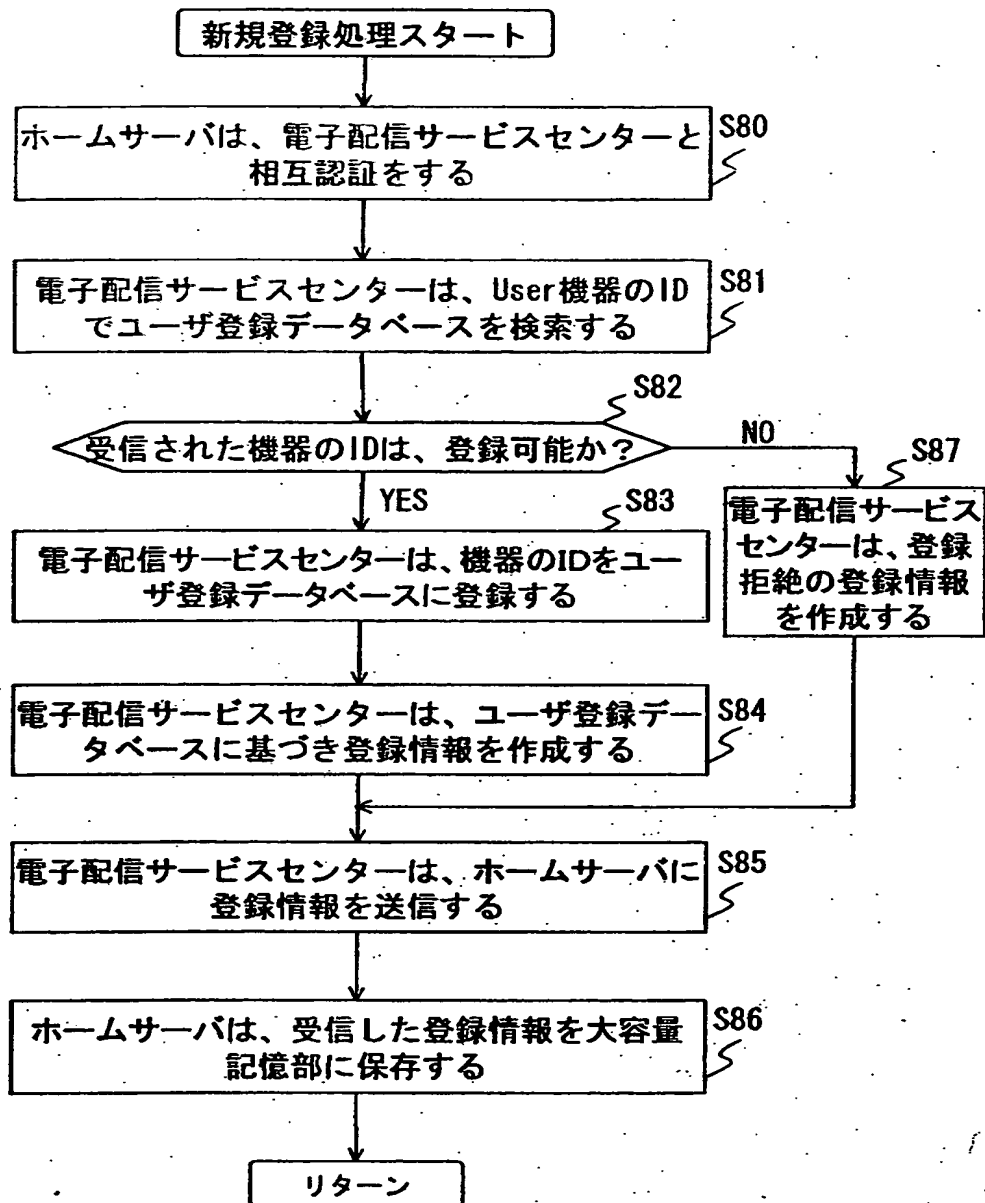 新規登録処理スタート
ホームサーバは、電子配信サービスセンターと
相互認証をする
S80
電子配信サービスセンターは、User機器のID
でユーザ登録データベースを検索する
S81
受信された機器のIDは、登録可能か?
S82
NO
YES
電子配信サービスセンターは、機器のIDをユー
ザ登録データベースに登録する
S83
S87
電子配信サービス
センターは、登録
拒絶の登録情報
を作成する
電子配信サービスセンターは、ユーザ登録デー
タベースに基づき登録情報を作成する
S84
電子配信サービスセンターは、ホームサーバに
登録情報を送信する
S85
ホームサーバは、受信した登録情報を大容量
記憶部に保存する
S86
リターン